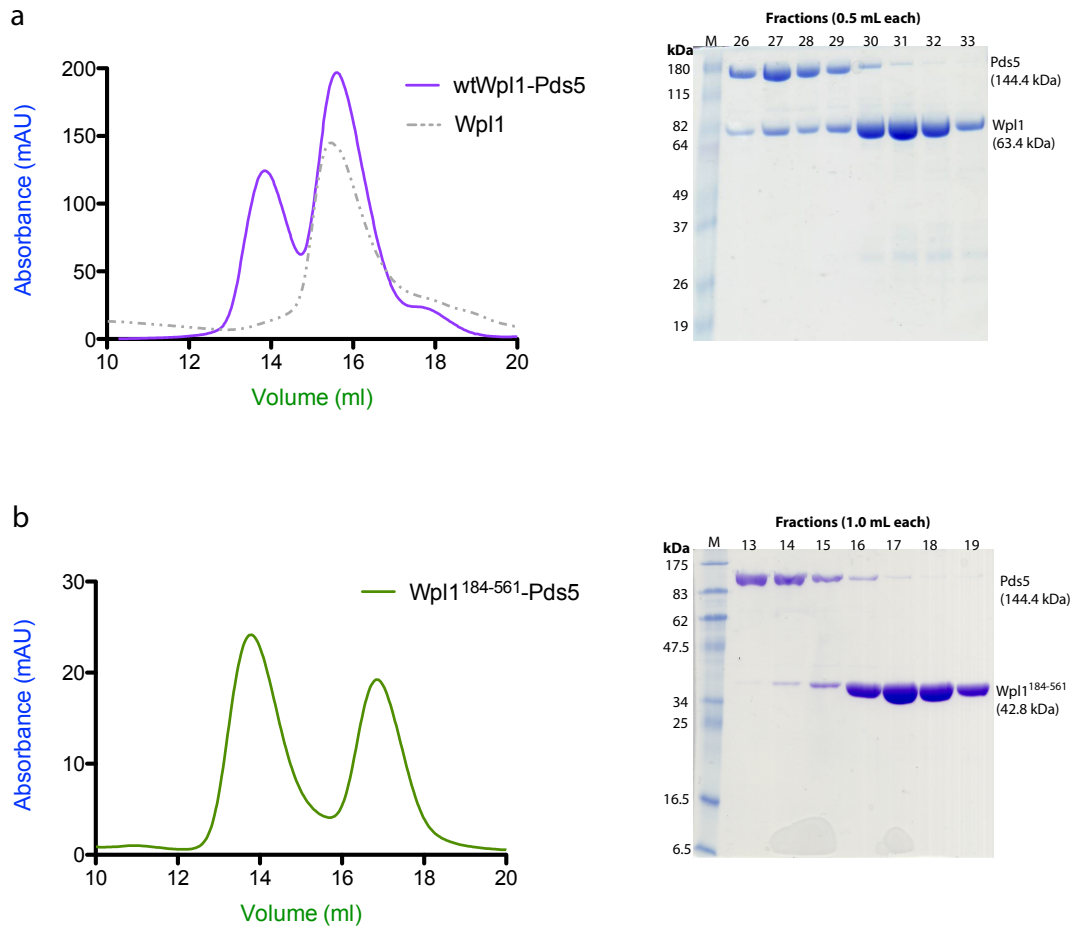 a
200
150
100
50
0
10 12 14 16 18 20
Absorbance (mAU)
Volume (ml)
wtWpl1-Pds5
Wpl1
Fractions (0.5 mL each)
kDa M 26 27 28 29 30 31 32 33
180
115
82
64
49
37
26
19
Pds5
(144.4 kDa)
Wpl1
(63.4 kDa)
b
30
20
10
0
10 12 14 16 18 20
Absorbance (mAU)
Volume (ml)
Wpl1184-561-Pds5
Fractions (1.0 mL each)
kDa M 13 14 15 16 17 18 19
175
83
62
47.5
34
25
16.5
6.5
Pds5
(144.4 kDa)
Wpl1184-561
(42.8 kDa)